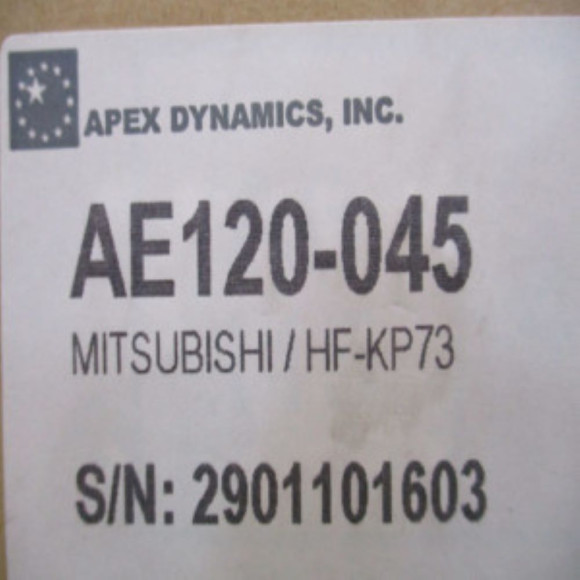 APEX DYNAMICS, INC.
AE120-045
MITSUBISHI / HF-KP73
S/N: 2901101603